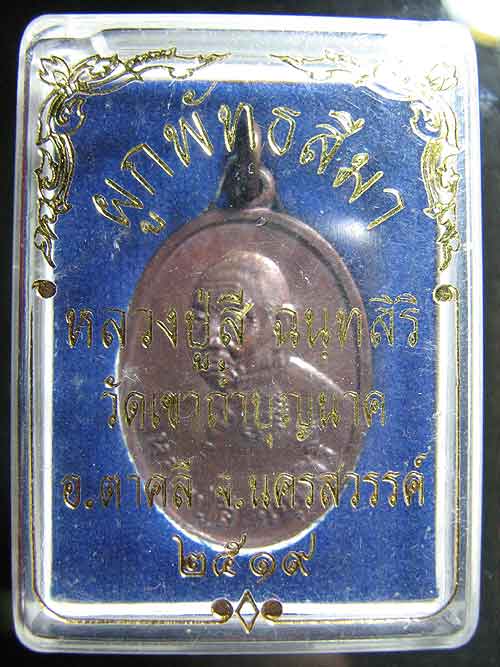 ผูกพัทธสีมา
หลวงปู่สี ฉนฺทสิริ
วัดเขาถ้ำบุญนาค
อ.ตาคลี จ.นครสวรรค์
๒๕๑๙